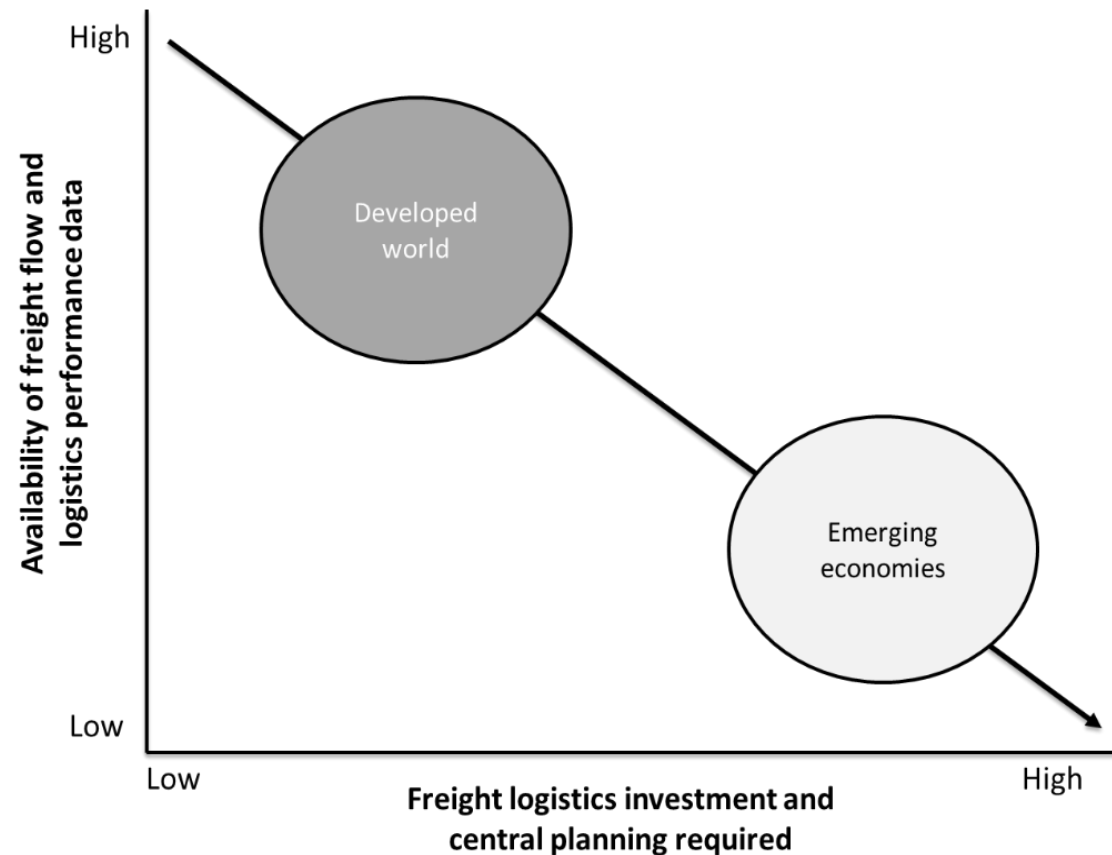 High
Availability of freight flow and
logistics performance data
Developed
world
Emerging
economies
Low
Low
High
Freight logistics investment and
central planning required